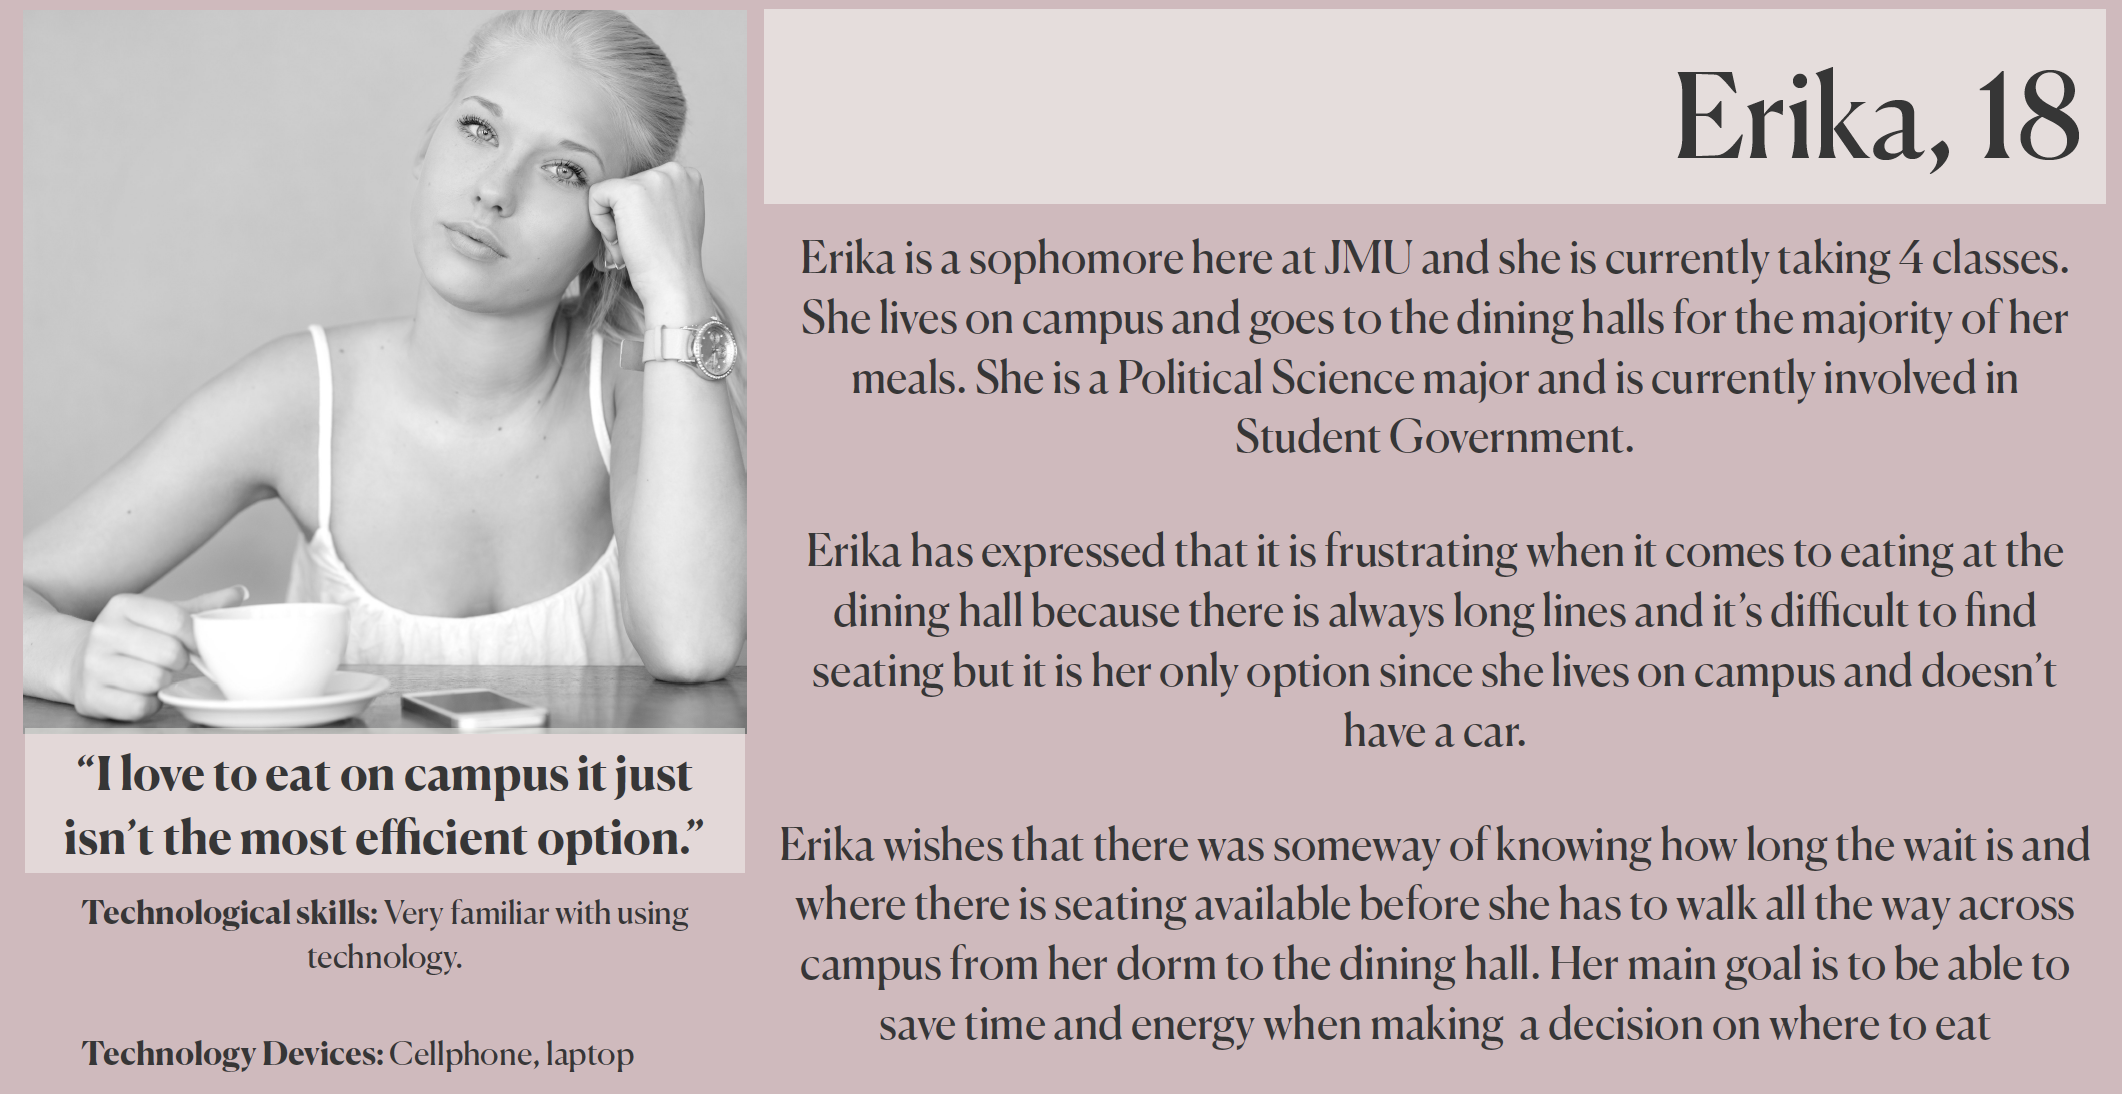 Erika, 18
Erika is a sophomore here at JMU and she is currently taking 4 classes.
She lives on campus and goes to the dining halls for the majority of her
meals. She is a Political Science major and is currently involved in
Student Government.
Erika has expressed that it is frustrating when it comes to eating at the
dining hall because there is always long lines and it’s difficult to find
seating but it is her only option since she lives on campus and doesn’t
have a car.
Erika wishes that there was someway of knowing how long the wait is and
where there is seating available before she has to walk all the way across
campus from her dorm to the dining hall. Her main goal is to be able to
save time and energy when making  a decision on where to eat
“I love to eat on campus it just
isn’t the most efficient option.”
Technological skills: Very familiar with using
technology.
Technology Devices: Cellphone, laptop